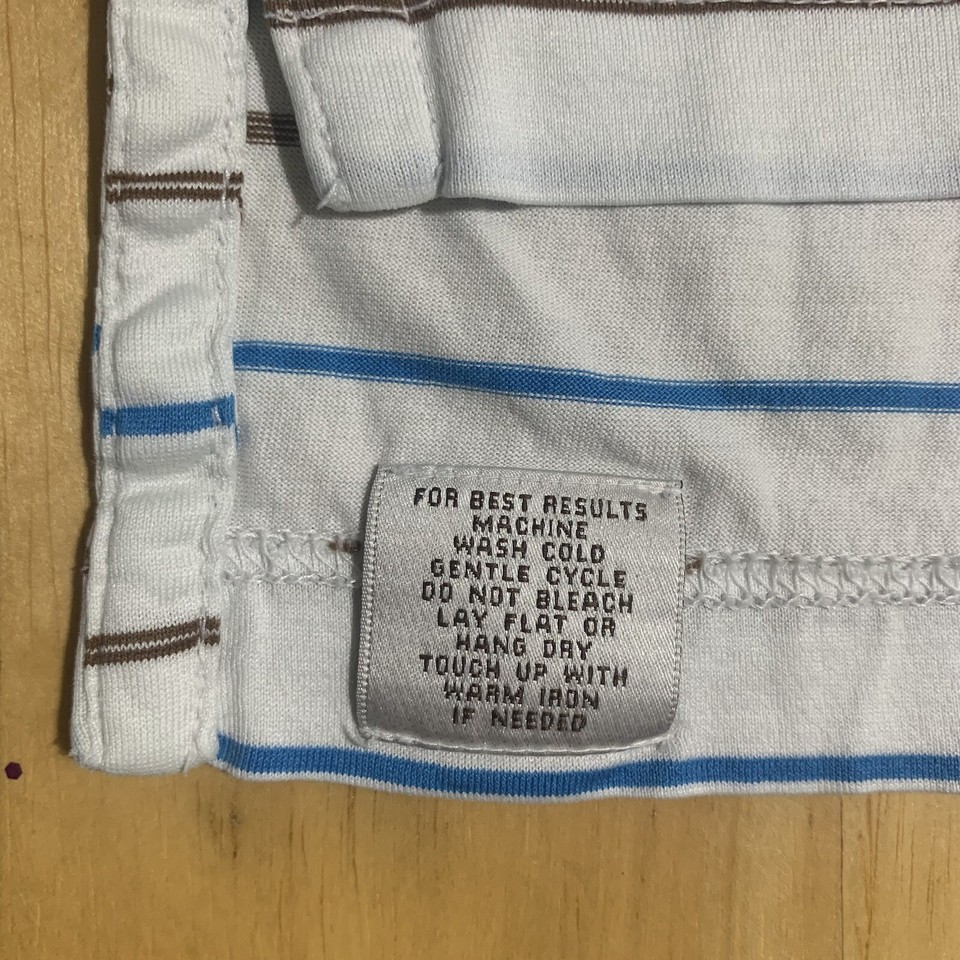 FOR BEST RESULTS
MACHINE
WASH COLD
GENTLE CYCLE
DO NOT BLEACH
LAY FLAT OR
HANG DRY
TOUCH UP WITH
WARM IRON
IF NEEDED